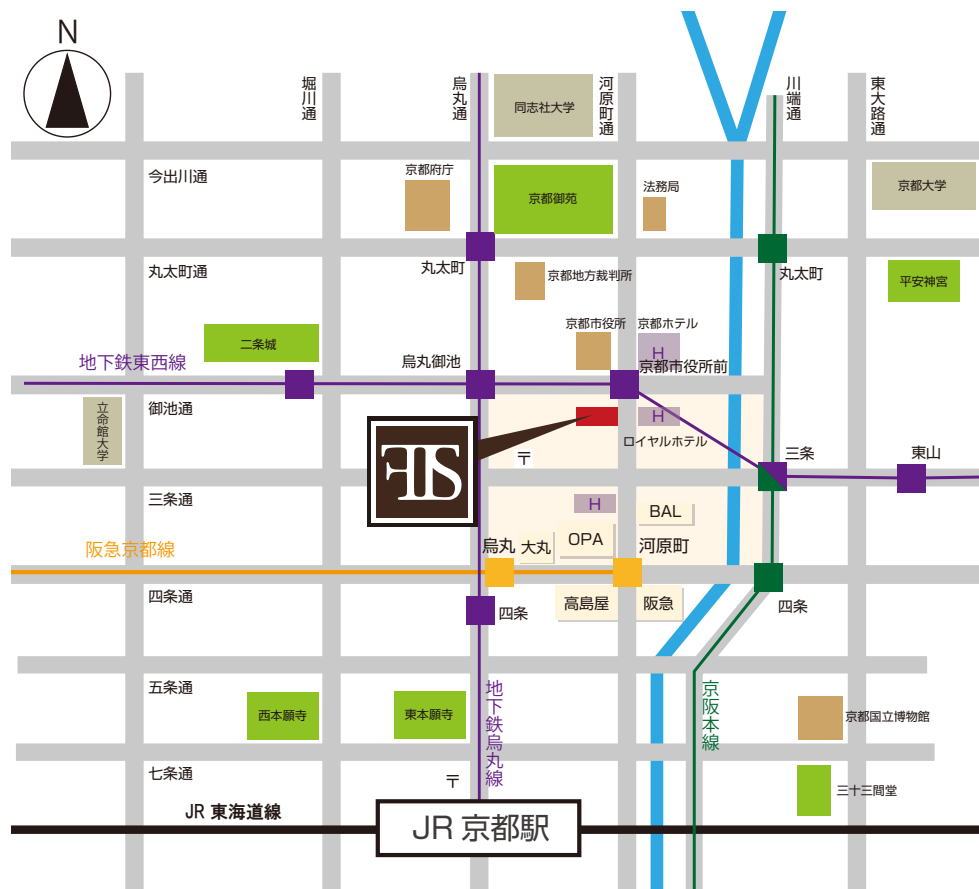 N
堀川通
烏丸通
同志社大学
河原町通
川端通
東大路通
今出川通
京都府庁
京都御苑
法務局
京都大学
丸太町通
丸太町
京都地方裁判所
丸太町
平安神宮
二条城
京都市役所
京都ホテル
H
地下鉄東西線
烏丸御池
京都市役所前
立命館大学
御池通
FLS
H
ロイヤルホテル
〒
三条
東山
三条通
H
BAL
阪急京都線
烏丸
大丸
OPA
河原町
四条通
四条
高島屋
阪急
四条
五条通
西本願寺
東本願寺
地下鉄烏丸線
京阪本線
京都国立博物館
七条通
〒
三十三間堂
JR 東海道線
JR 京都駅